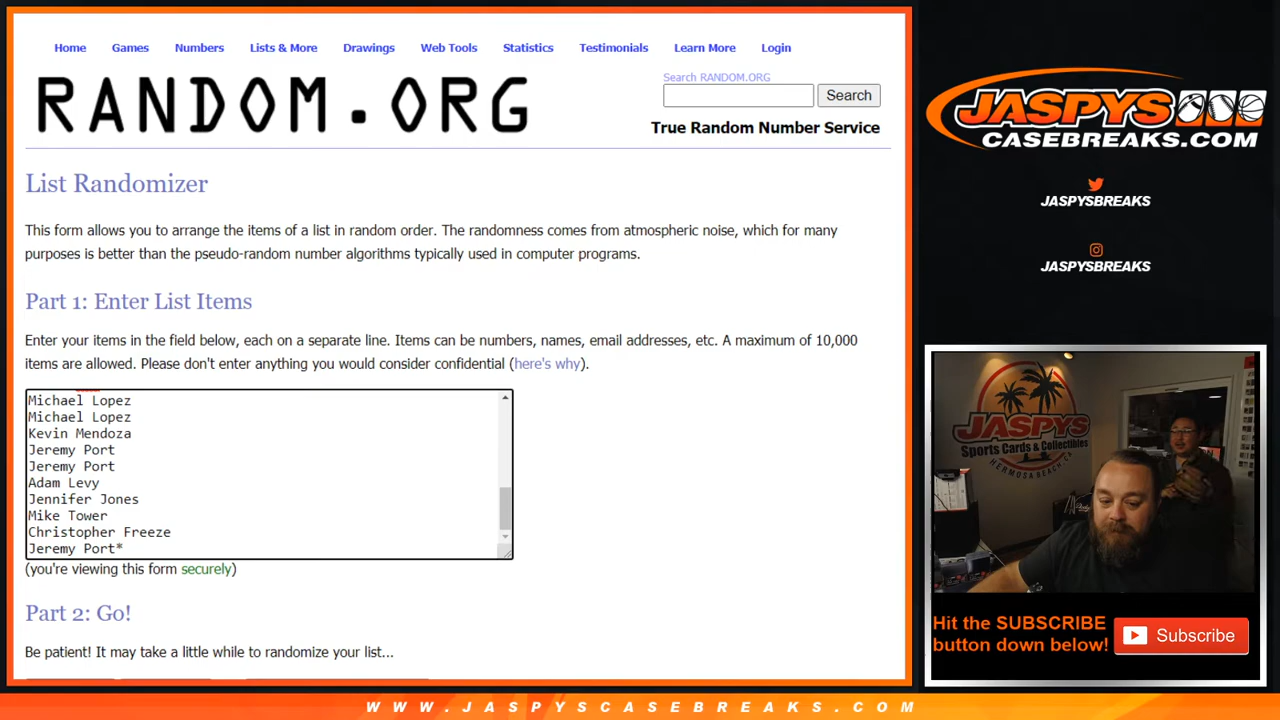 Home Games Numbers Lists & More Drawings Web Tools Statistics Testimonials Learn More Login
RANDOM.ORG
Search RANDOM.ORG
Search
True Random Number Service
List Randomizer
This form allows you to arrange the items of a list in random order. The randomness comes from atmospheric noise, which for many
purposes is better than the pseudo-random number algorithms typically used in computer programs.
Part 1: Enter List Items
Enter your items in the field below, each on a separate line. Items can be numbers, names, email addresses, etc. A maximum of 10,000
items are allowed. Please don't enter anything you would consider confidential (here's why).
Michael Lopez
Michael Lopez
Kevin Mendoza
Jeremy Port
Jeremy Port
Adam Levy
Jennifer Jones
Mike Tower
Christopher Freeze
Jeremy Port*
(you're viewing this form securely)
Part 2: Go!
Be patient! It may take a little while to randomize your list...
JASPYS
CASEBREAKS.COM
JASPYSBREAKS
JASPYSBREAKS
JASPYS
Sports Cards & Collectibles
HERMOSA BEACH, CA
Hit the SUBSCRIBE
button down below!
Subscribe
WWW.JASPYSCASEBREAKS.COM